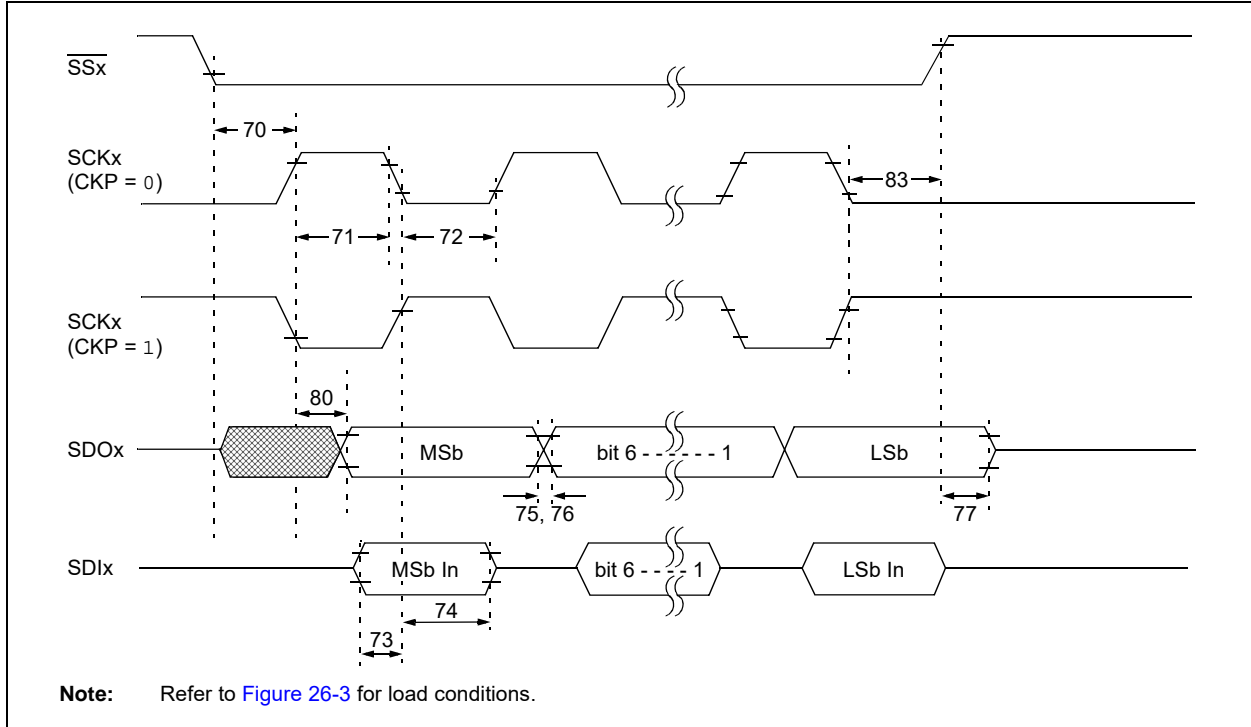 SSx
70
SCKx
(CKP = 0)
83
71
72
SCKx
(CKP = 1)
80
SDOx
MSb
bit 6 - - - - - - 1
LSb
75, 76
77
SDIx
MSb In
bit 6 - - - - 1
LSb In
74
73
Note: Refer to Figure 26-3 for load conditions.